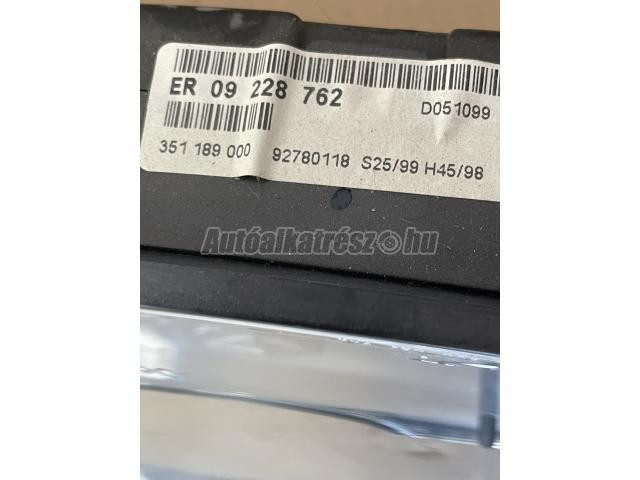 ER 09 228 762 D051099
351 189 000 92780118 S25/99 H45/98
Autóalkatrész.hu